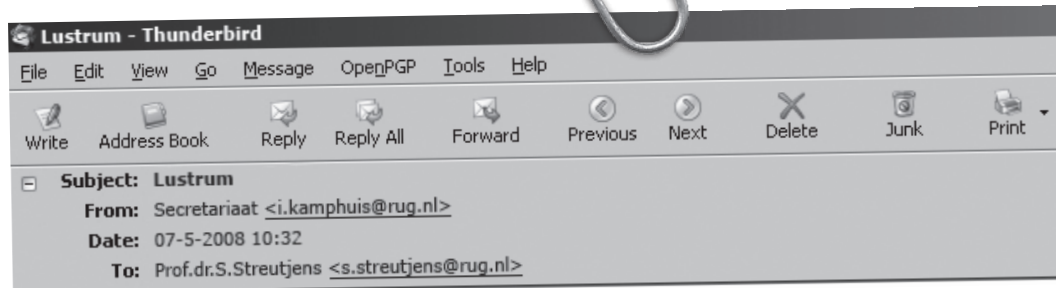 Lustrum - Thunderbird
File Edit View Go Message OpenPGP Tools Help
Write Address Book Reply Reply All Forward Previous Next Delete Junk Print
Subject: Lustrum
From: Secretariaat <i.kamphuis@rug.nl>
Date: 07-5-2008 10:32
To: Prof.dr.S.Streutjens <s.streutjens@rug.nl>